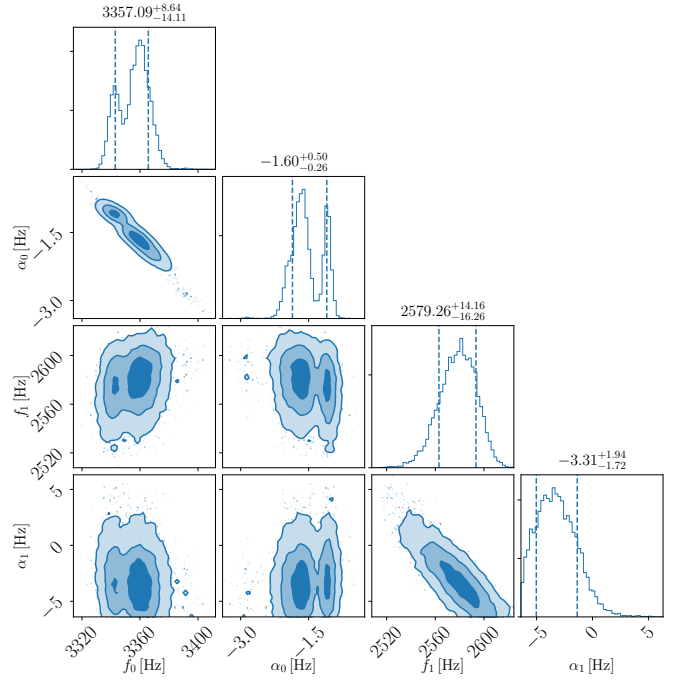 3357.09^{+8.64}_{-14.11}
−1.60^{+0.50}_{-0.26}
α₀ [Hz]
−1.5
−3.0
2579.26^{+14.16}_{-16.26}
f₁ [Hz]
2600
2560
2520
−3.31^{+1.94}_{-1.72}
α₁ [Hz]
5
0
−5
3320 3360 3400 −3.0 −1.5 2520 2560 2600 −5 0 5
f₀ [Hz] α₀ [Hz] f₁ [Hz] α₁ [Hz]